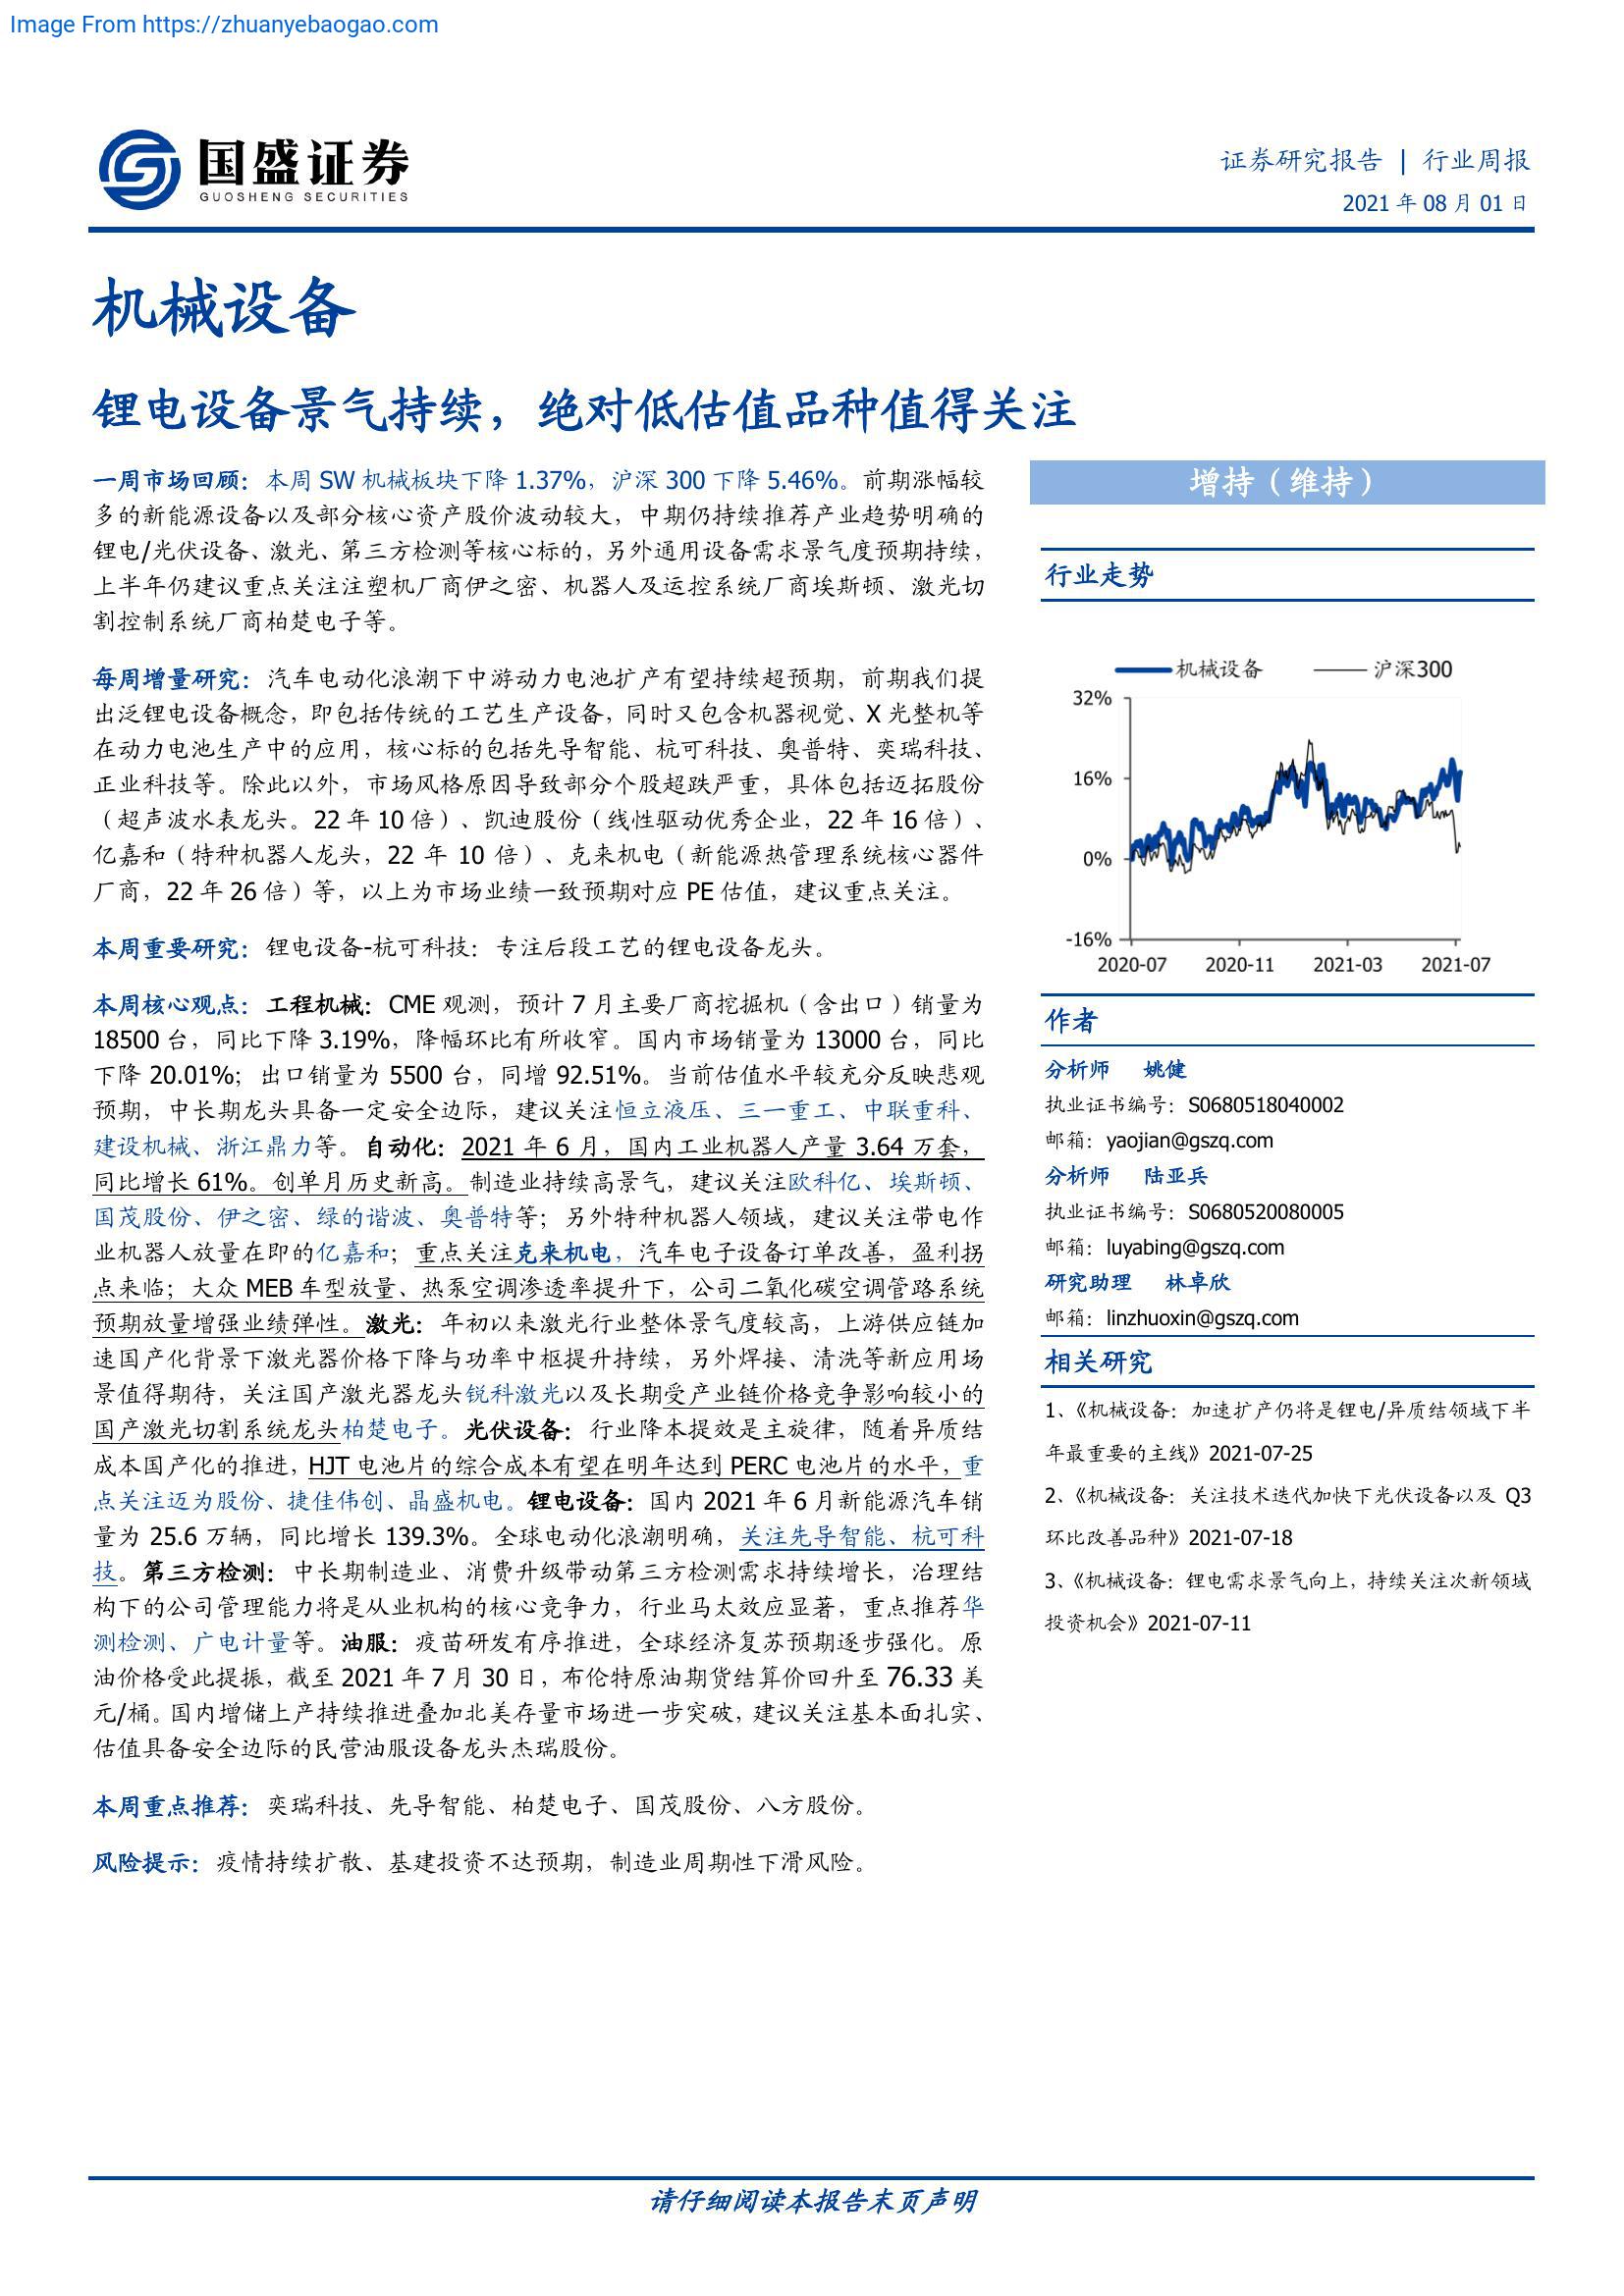 Image From https://zhuanyebaogao.com
国盛证券
GUOSHENG SECURITIES
证券研究报告 | 行业周报
2021 年 08 月 01 日
机械设备
锂电设备景气持续，绝对低估值品种值得关注
一周市场回顾：本周 SW 机械板块下降 1.37%，沪深 300 下降 5.46%。前期涨幅较
多的新能源设备以及部分核心资产股价波动较大，中期仍持续推荐产业趋势明确的
锂电/光伏设备、激光、第三方检测等核心标的，另外通用设备需求景气度预期持续，
上半年仍建议重点关注注塑机厂商伊之密、机器人及运控系统厂商埃斯顿、激光切
割控制系统厂商柏楚电子等。
每周增量研究：汽车电动化浪潮下中游动力电池扩产有望持续超预期，前期我们提
出泛锂电设备概念，即包括传统的工艺生产设备，同时又包含机器视觉、X 光整机等
在动力电池生产中的应用，核心标的包括先导智能、杭可科技、奥普特、奕瑞科技、
正业科技等。除此以外，市场风格原因导致部分个股超跌严重，具体包括迈拓股份
（超声波水表龙头。22 年 10 倍）、凯迪股份（线性驱动优秀企业，22 年 16 倍）、
亿嘉和（特种机器人龙头，22 年 10 倍）、克来机电（新能源热管理系统核心器件
厂商，22 年 26 倍）等，以上为市场业绩一致预期对应 PE 估值，建议重点关注。
本周重要研究：锂电设备-杭可科技：专注后段工艺的锂电设备龙头。
本周核心观点：工程机械：CME 观测，预计 7 月主要厂商挖掘机（含出口）销量为
18500 台，同比下降 3.19%，降幅环比有所收窄。国内市场销量为 13000 台，同比
下降 20.01%；出口销量为 5500 台，同增 92.51%。当前估值水平较充分反映悲观
预期，中长期龙头具备一定安全边际，建议关注恒立液压、三一重工、中联重科、
建设机械、浙江鼎力等。自动化：2021 年 6 月，国内工业机器人产量 3.64 万套，
同比增长 61%。创单月历史新高。制造业持续高景气，建议关注欧科亿、埃斯顿、
国茂股份、伊之密、绿的谐波、奥普特等；另外特种机器人领域，建议关注带电作
业机器人放量在即的亿嘉和；重点关注克来机电，汽车电子设备订单改善，盈利拐
点来临；大众 MEB 车型放量、热泵空调渗透率提升下，公司二氧化碳空调管路系统
预期放量增强业绩弹性。激光：年初以来激光行业整体景气度较高，上游供应链加
速国产化背景下激光器价格下降与功率中枢提升持续，另外焊接、清洗等新应用场
景值得期待，关注国产激光器龙头锐科激光以及长期受产业链价格竞争影响较小的
国产激光切割系统龙头柏楚电子。光伏设备：行业降本提效是主旋律，随着异质结
成本国产化的推进，HJT 电池片的综合成本有望在明年达到 PERC 电池片的水平，重
点关注迈为股份、捷佳伟创、晶盛机电。锂电设备：国内 2021 年 6 月新能源汽车销
量为 25.6 万辆，同比增长 139.3%。全球电动化浪潮明确，关注先导智能、杭可科
技。第三方检测：中长期制造业、消费升级带动第三方检测需求持续增长，治理结
构下的公司管理能力将是从业机构的核心竞争力，行业马太效应显著，重点推荐华
测检测、广电计量等。油服：疫苗研发有序推进，全球经济复苏预期逐步强化。原
油价格受此提振，截至 2021 年 7 月 30 日，布伦特原油期货结算价回升至 76.33 美
元/桶。国内增储上产持续推进叠加北美存量市场进一步突破，建议关注基本面扎实、
估值具备安全边际的民营油服设备龙头杰瑞股份。
本周重点推荐：奕瑞科技、先导智能、柏楚电子、国茂股份、八方股份。
风险提示：疫情持续扩散、基建投资不达预期，制造业周期性下滑风险。
增持（维持）
行业走势
机械设备 沪深300
32%
16%
0%
-16%
2020-07 2020-11 2021-03 2021-07
作者
分析师 姚健
执业证书编号：S0680518040002
邮箱：yaojian@gszq.com
分析师 陆亚兵
执业证书编号：S0680520080005
邮箱：luyabing@gszq.com
研究助理 林卓欣
邮箱：linzhuoxin@gszq.com
相关研究
1、《机械设备：加速扩产仍将是锂电/异质结领域下半
年最重要的主线》2021-07-25
2、《机械设备：关注技术迭代加快下光伏设备以及 Q3
环比改善品种》2021-07-18
3、《机械设备：锂电需求景气向上，持续关注次新领域
投资机会》2021-07-11
请仔细阅读本报告末页声明